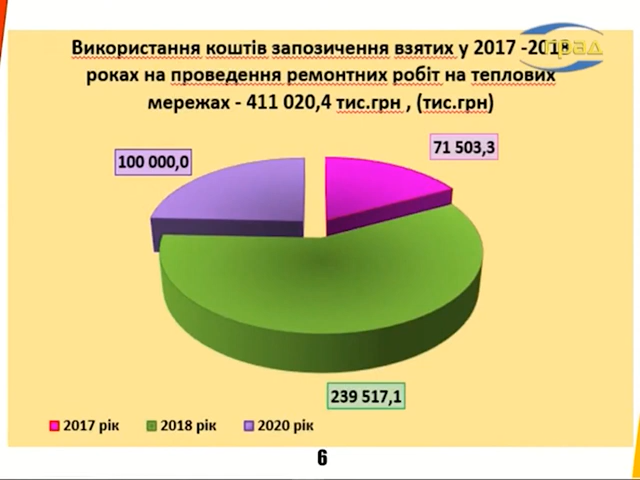 Використання коштів запозичення взятих у 2017 -2018
роках на проведення ремонтних робіт на теплових
мережах - 411 020,4 тис.грн , (тис.грн)
71 503,3
100 000,0
239 517,1
2017 рік 2018 рік 2020 рік
6
град